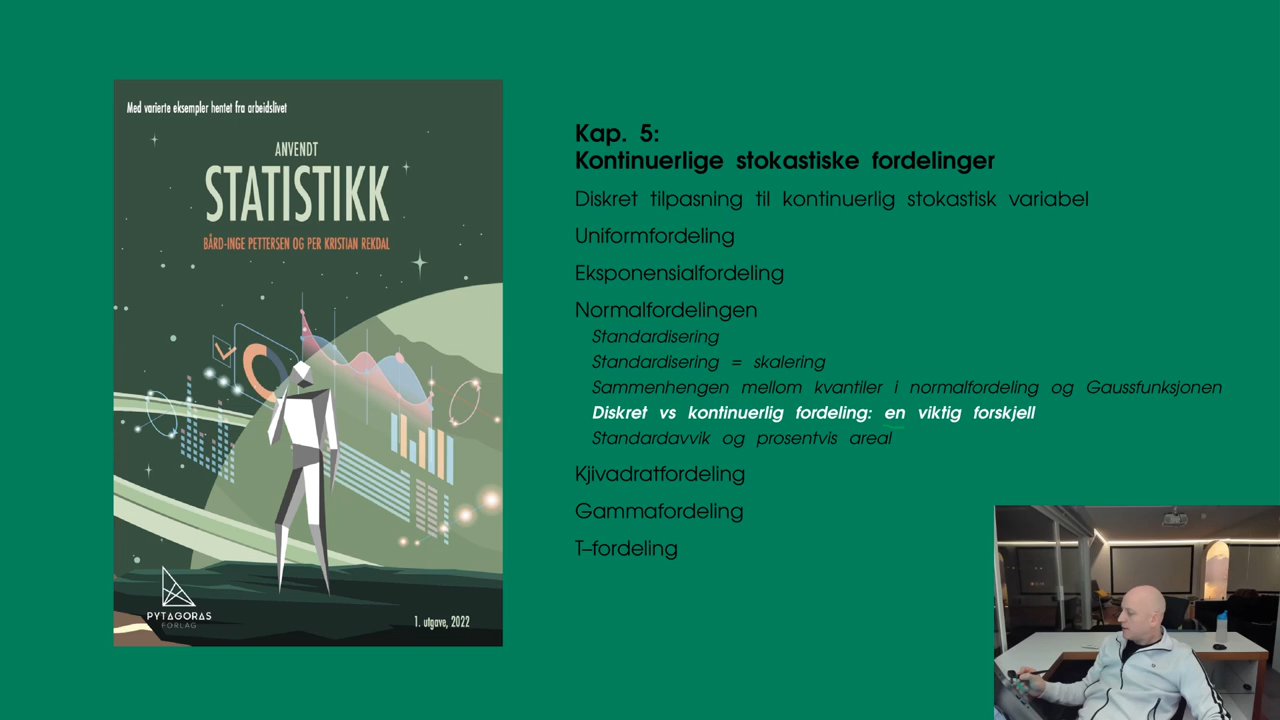 Med varierte eksempler hentet fra arbeidslivet
ANVENDT
STATISTIKK
BÅRD-INGE PETTERSEN OG PER KRISTIAN REKDAL
PYTAGORAS
FORLAG
1. utgave, 2022
Kap. 5:
Kontinuerlige stokastiske fordelinger
Diskret tilpasning til kontinuerlig stokastisk variabel
Uniformfordeling
Eksponensialfordeling
Normalfordelingen
Standardisering
Standardisering = skalering
Sammenhengen mellom kvantiler i normalfordeling og Gaussfunksjonen
Diskret vs kontinuerlig fordeling: en viktig forskjell
Standardavvik og prosentvis areal
Kjivadratfordeling
Gammafordeling
T–fordeling